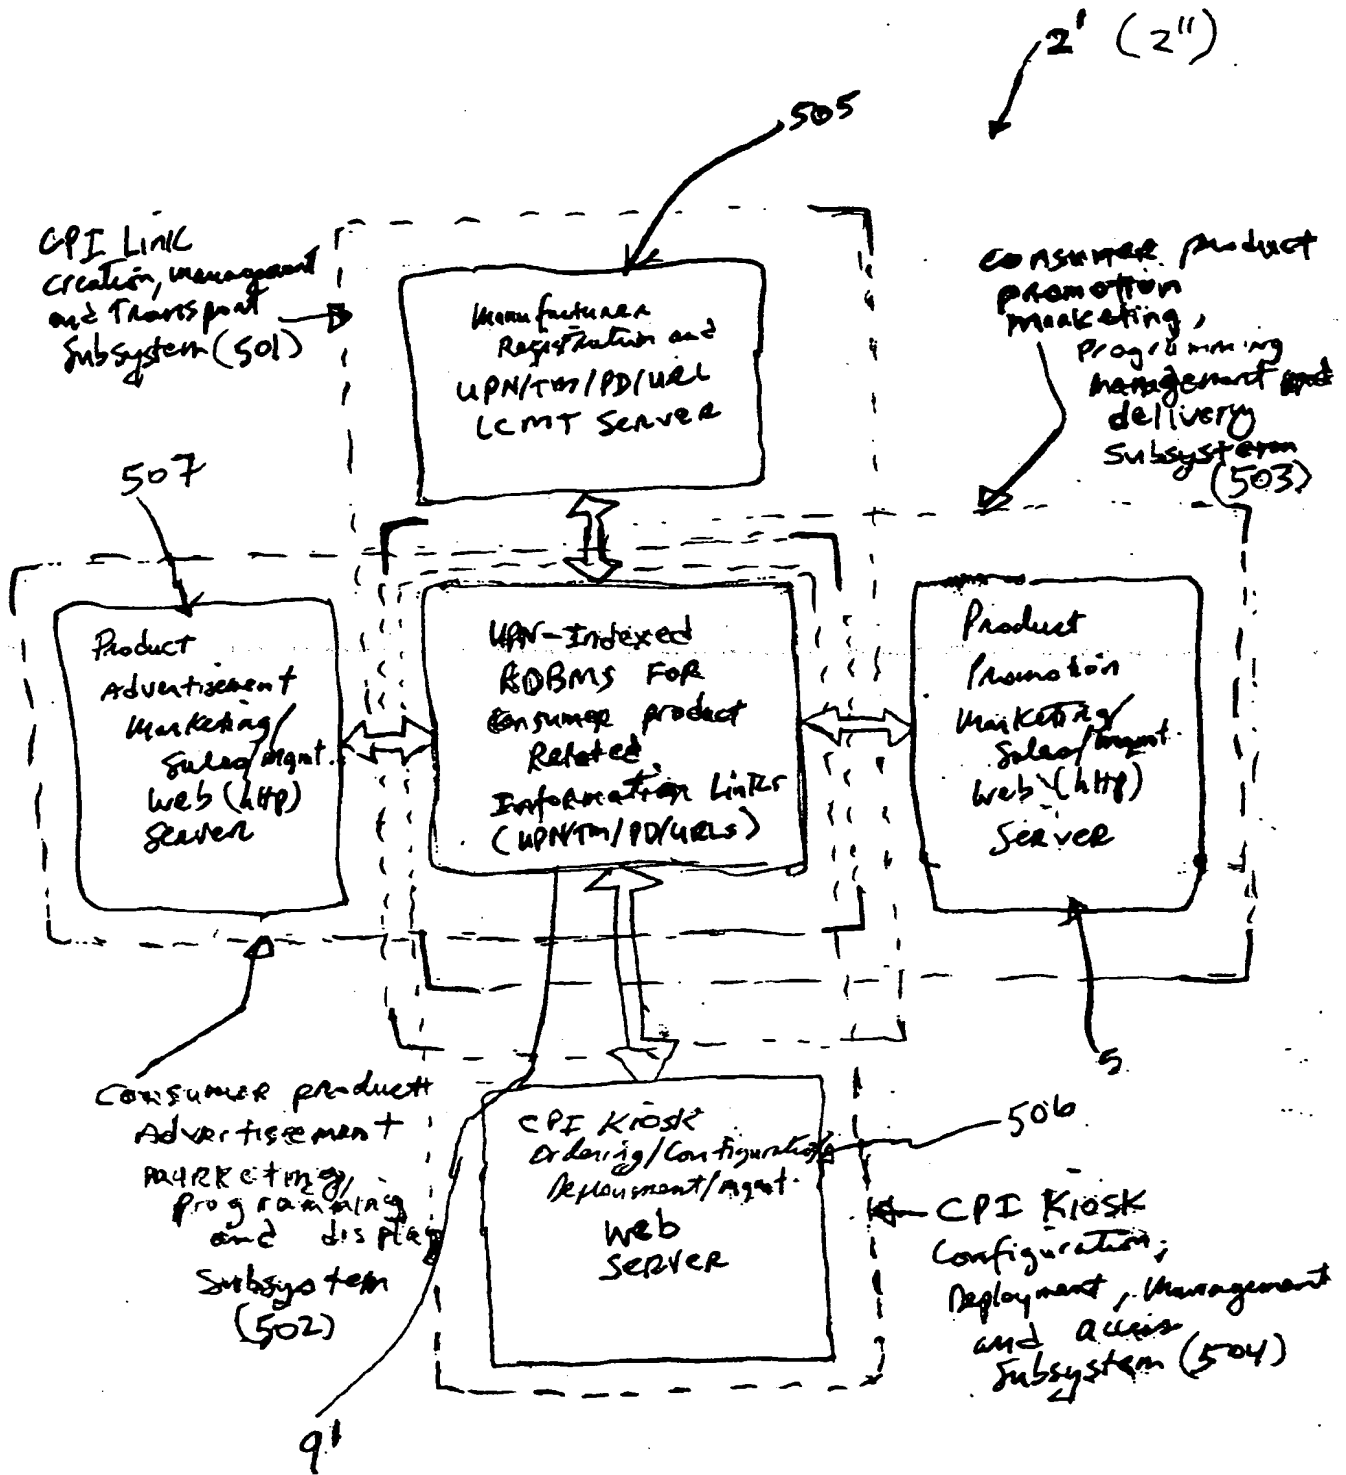 2' (2")
505
CPI Link
Creation, management
and Transport
Subsystem (501)
Manufacturer
Registration and
UPN/TM/PD/URL
LCMT Server
Consumer product
promotion
marketing,
Programming
management and
delivery
Subsystem
(503)
507
Product
Advertisement
Marketing/
Sales/Mgmt.
Web (http)
Server
UPN-Indexed
RDBMS FOR
Consumer product
Related
Information Links
(UPN/TM/PD/URLs)
Product
Promotion
Marketing/
Sales/Mgmt.
Web (http)
Server
5
Consumer product
Advertisement
Marketing,
programming
and display
Subsystem
(502)
CPI Kiosk
Ordering/Configuration/
Deployment/Mgmt.
Web
Server
506
CPI Kiosk
Configuration,
Deployment, Management
and access
Subsystem (504)
9'